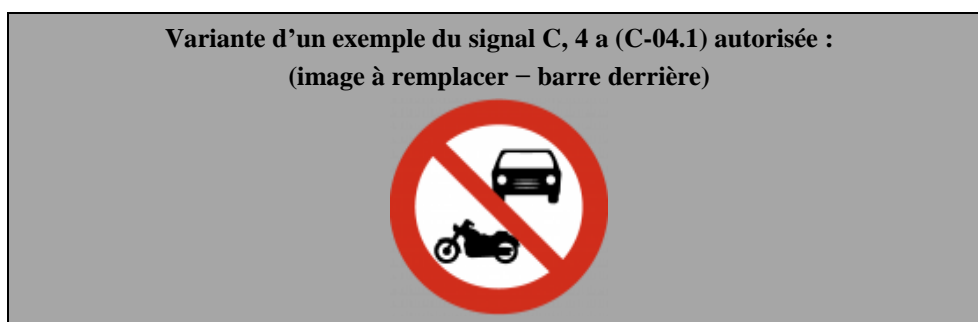 Variante d’un exemple du signal C, 4 a (C-04.1) autorisée :
(image à remplacer − barre derrière)